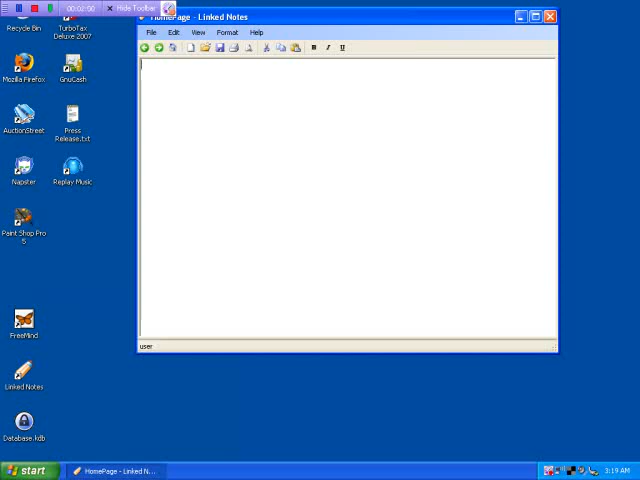 00:02:50 Hide Toolbar
HomePage - Linked Notes
File Edit View Format Help
B I U
user
Recycle Bin
TurboTax
Deluxe 2007
Mozilla Firefox
GnuCash
AuctionStreet
Press
Release.txt
Napster
Replay Music
Paint Shop Pro
5
FreeMind
Linked Notes
Database.kdb
start
HomePage - Linked N...
3:19 AM